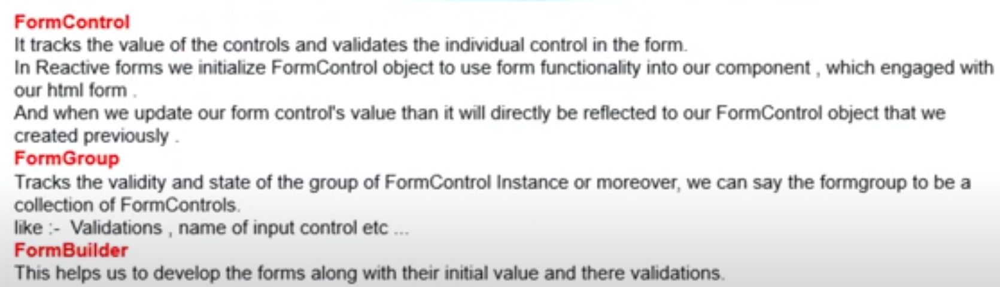 FormControl
It tracks the value of the controls and validates the individual control in the form.
In Reactive forms we initialize FormControl object to use form functionality into our component , which engaged with
our html form .
And when we update our form control's value than it will directly be reflected to our FormControl object that we
created previously .
FormGroup
Tracks the validity and state of the group of FormControl Instance or moreover, we can say the formgroup to be a
collection of FormControls.
like :-  Validations , name of input control etc ...
FormBuilder
This helps us to develop the forms along with their initial value and there validations.